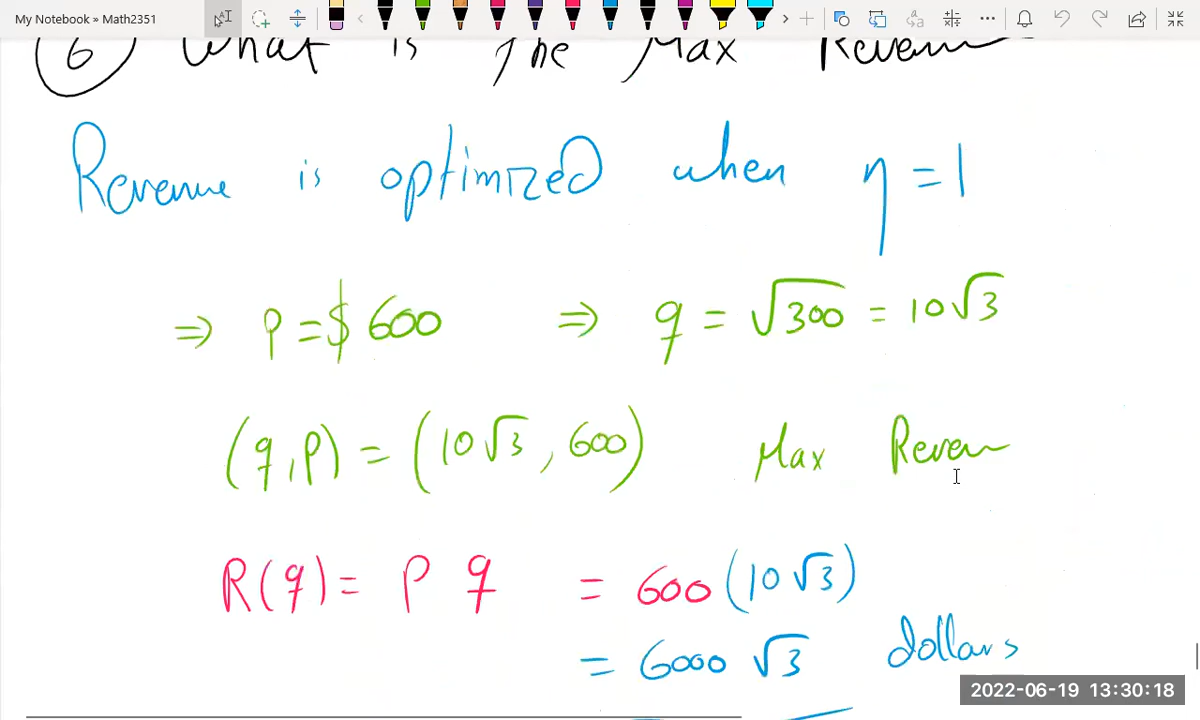 My Notebook » Math2351
6 What is The Max Revenue
Revenue is optimized when η = 1
⇒ P = $ 600 ⇒ q = √300 = 10√3
(q, P) = (10√3, 600) Max Reven
R(q) = P q = 600 (10√3)
= 6000 √3 dollars
2022-06-19 13:30:18